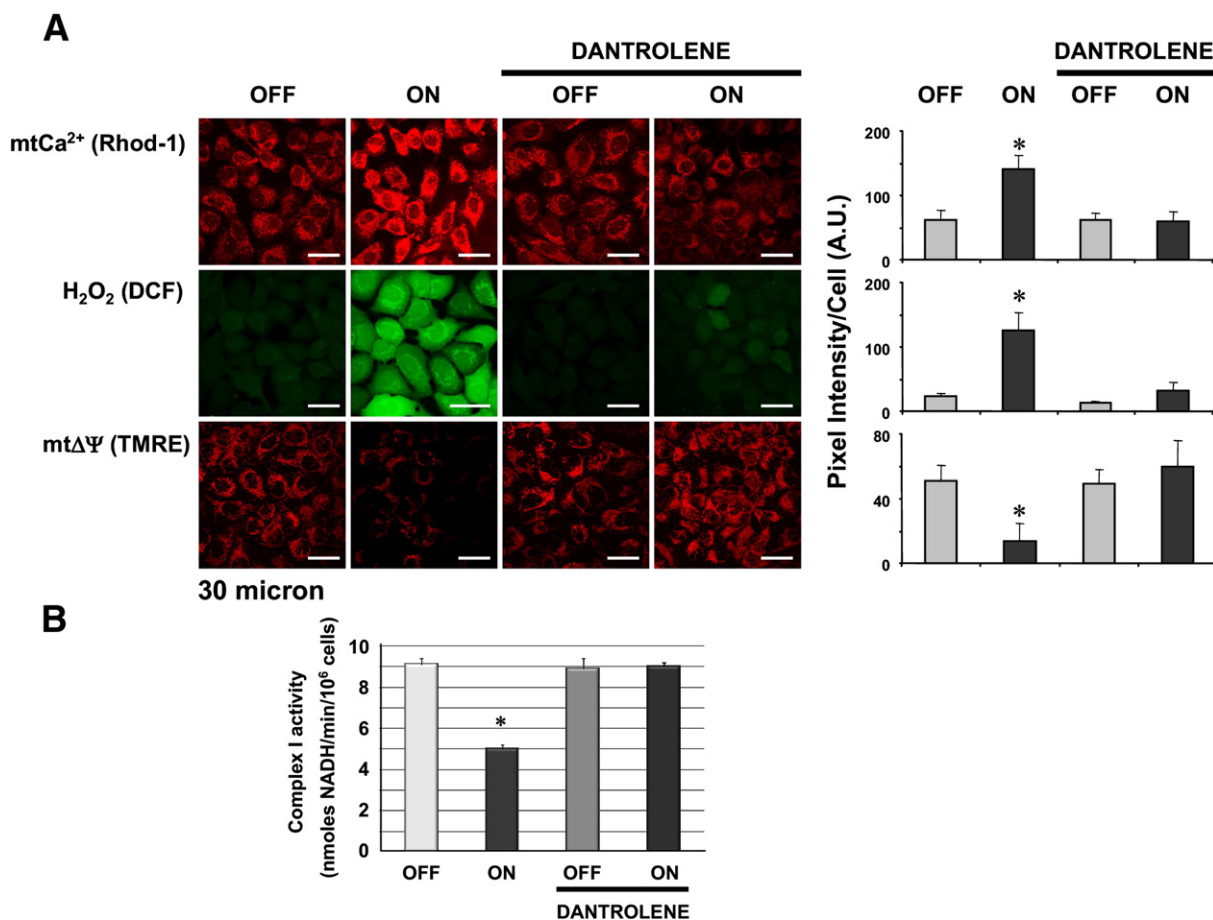 A
DANTROLENE
OFF ON OFF ON
mtCa²⁺ (Rhod-1)
H₂O₂ (DCF)
mtΔΨ (TMRE)
30 micron
DANTROLENE
OFF ON OFF ON
Pixel Intensity/Cell (A.U.)
200
*
100
0
200
*
100
0
80
40
*
0
B
Complex I activity
(nmoles NADH/min/10⁶ cells)
10
8
6
*
4
2
0
OFF ON OFF ON
DANTROLENE